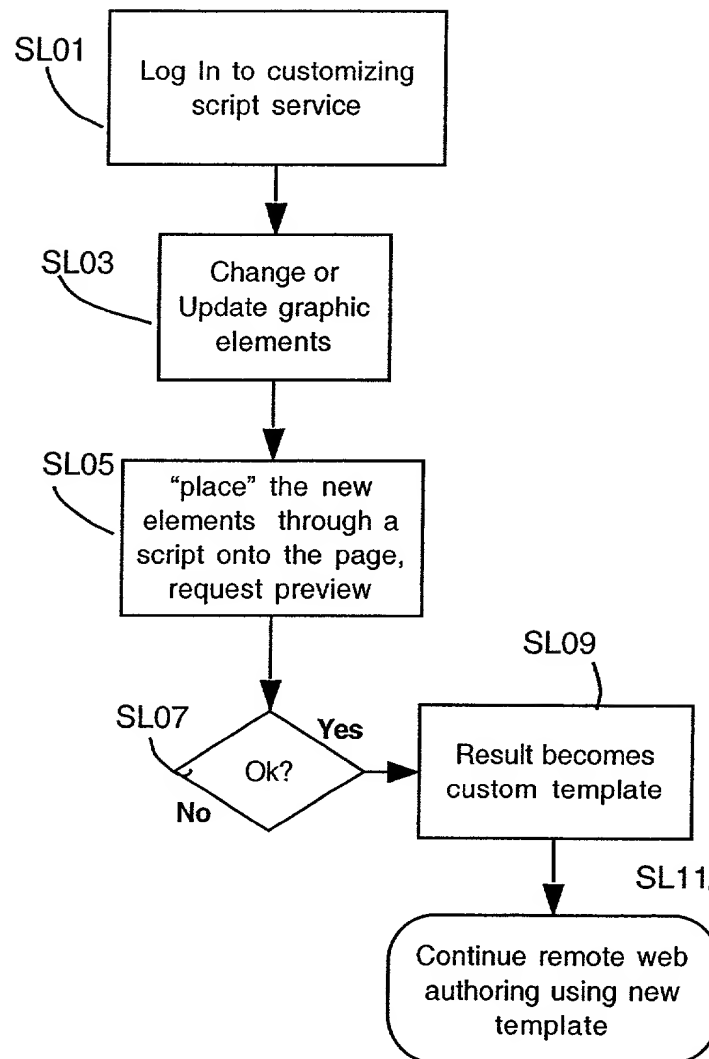 SL01
Log In to customizing
script service
SL03
Change or
Update graphic
elements
SL05
“place” the new
elements through a
script onto the page,
request preview
SL07
Ok?
Yes
No
SL09
Result becomes
custom template
SL11
Continue remote web
authoring using new
template